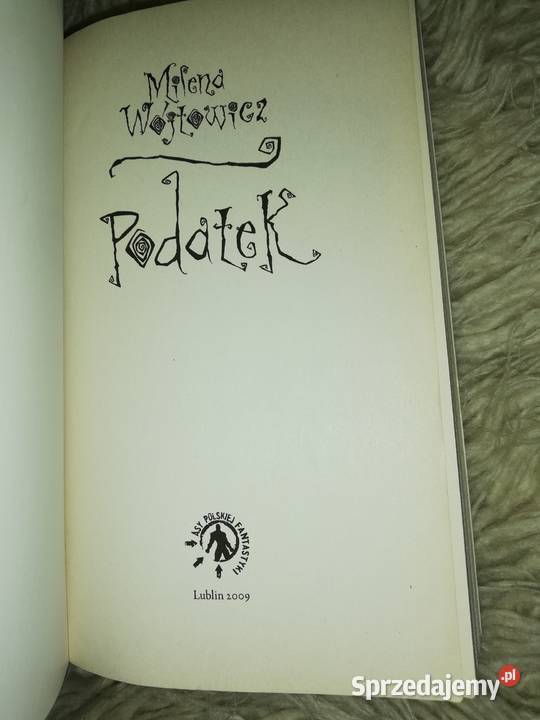 Milena
Wójtowicz
Podatek
ASY POLSKIEJ FANTASTYKI
Lublin 2009
Sprzedajemy.pl